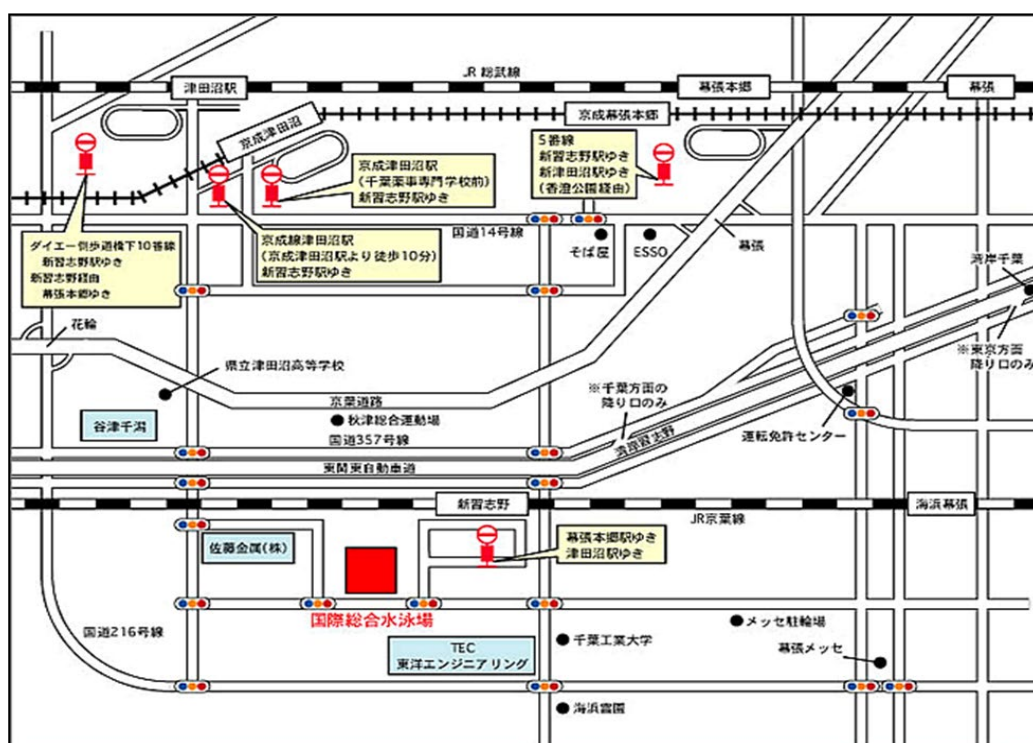 JR 総武線
津田沼駅
幕張本郷
幕張
京成津田沼
京成幕張本郷
5番線
新習志野駅ゆき
新津田沼駅ゆき
(香澄公園経由)
京成津田沼駅
(千葉薬事専門学校前)
新習志野駅ゆき
京成線津田沼駅
(京成津田沼駅より徒歩10分)
新習志野駅ゆき
ダイエー側歩道橋下10番線
新習志野駅ゆき
新習志野経由
幕張本郷ゆき
国道14号線
そば屋
ESSO
幕張
湾岸千葉
花輪
県立津田沼高等学校
※東京方面
降り口のみ
※千葉方面の
降り口のみ
京葉道路
秋津総合運動場
谷津干潟
国道357号線
湾岸習志野
運転免許センター
東関東自動車道
新習志野
海浜幕張
JR京葉線
佐藤金属(株)
幕張本郷駅ゆき
津田沼駅ゆき
国際総合水泳場
国道216号線
メッセ駐輪場
千葉工業大学
TEC
東洋エンジニアリング
幕張メッセ
海浜霊園